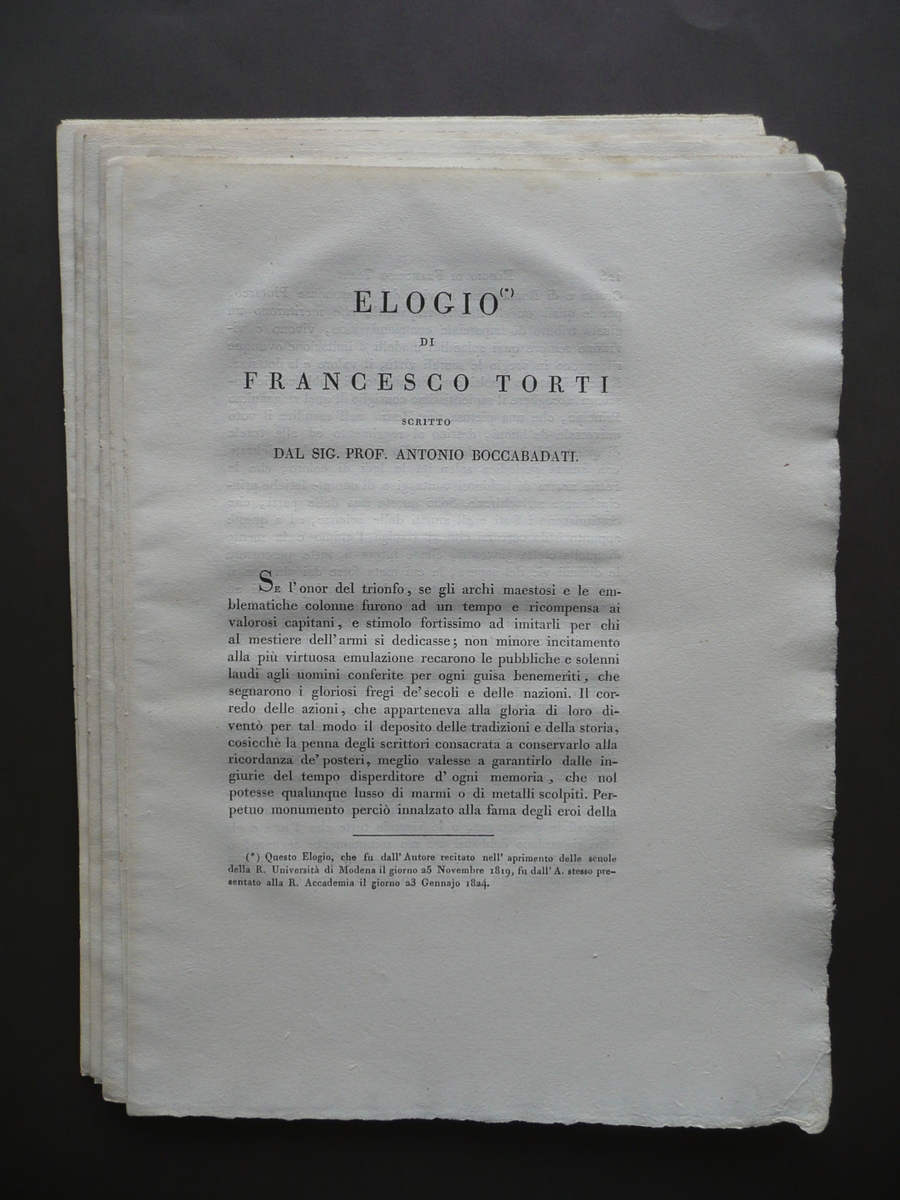 ELOGIO(*)
DI
FRANCESCO TORTI
SCRITTO
DAL SIG. PROF. ANTONIO BOCCABADATI.
SE l'onor del trionfo, se gli archi maestosi e le em-
blematiche colonne furono ad un tempo e ricompensa ai
valorosi capitani, e stimolo fortissimo ad imitarli per chi
al mestiere dell'armi si dedicasse; non minore incitamento
alla più virtuosa emulazione recarono le pubbliche e solenni
laudi agli uomini conferite per ogni guisa benemeriti, che
segnarono i gloriosi fregi de' secoli e delle nazioni. Il cor-
redo delle azioni, che apparteneva alla gloria di loro di-
ventò per tal modo il deposito delle tradizioni e della storia,
cosicchè la penna degli scrittori consacrata a conservarlo alla
ricordanza de' posteri, meglio valesse a garantirlo dalle in-
giurie del tempo disperditore d' ogni memoria, che nol
potesse qualunque lusso di marmi o di metalli scolpiti. Per-
petuo monumento perciò innalzato alla fama degli eroi della
(*) Questo Elogio, che fu dall' Autore recitato nell' aprimento delle scuole
della R. Università di Modena il giorno 25 Novembre 1819, fu dall' A. stesso pre-
sentato alla R. Accademia il giorno 23 Gennajo 1824.